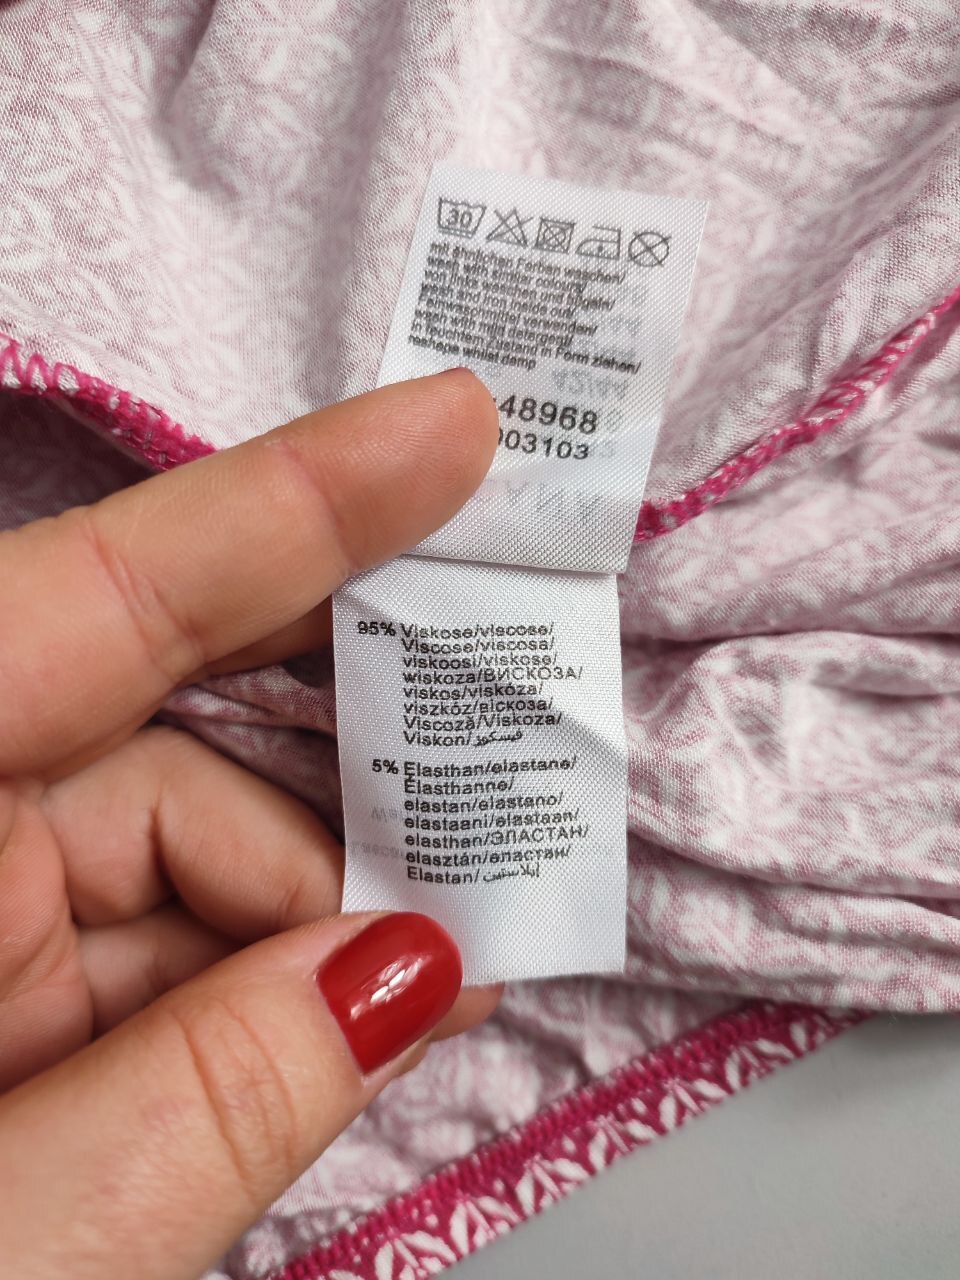 30
mit ähnlichen Farben waschen/
wash with similar colours/
von links waschen und bügeln/
wash and iron inside out/
Feinwaschmittel verwenden/
wash with mild detergent/
in feuchtem Zustand in Form ziehen/
reshape whilst damp
48968
003103
95% Viskose/viscose/
Viscose/viscosa/
viskoosi/viskose/
wiskoza/ВИСКОЗА/
viskos/viskóza/
viszkóz/вискоза/
Viscoză/Viskoza/
Viskon/فيسكوز
5% Elasthan/elastane/
Élasthanne/
elastan/elastano/
elastaani/elastaan/
elasthan/ЭЛАСТАН/
elasztán/еластан/
Elastan/إيلاستين